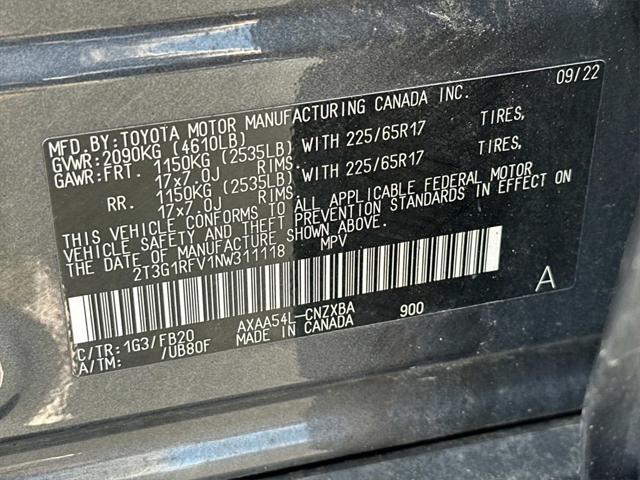 MFD.BY:TOYOTA MOTOR MANUFACTURING CANADA INC. 09/22
GVWR:2090KG (4610LB)
GAWR:FRT. 1150KG (2535LB) WITH 225/65R17 TIRES,
17x7.0J RIMS,
RR. 1150KG (2535LB) WITH 225/65R17 TIRES,
17x7.0J RIMS.
THIS VEHICLE CONFORMS TO ALL APPLICABLE FEDERAL MOTOR
VEHICLE SAFETY AND THEFT PREVENTION STANDARDS IN EFFECT ON
THE DATE OF MANUFACTURE SHOWN ABOVE.
2T3G1RFV1NW311118 MPV
A
C/TR:1G3/FB20 AXAA54L-CNZXBA 900
A/TM: /UB80F MADE IN CANADA